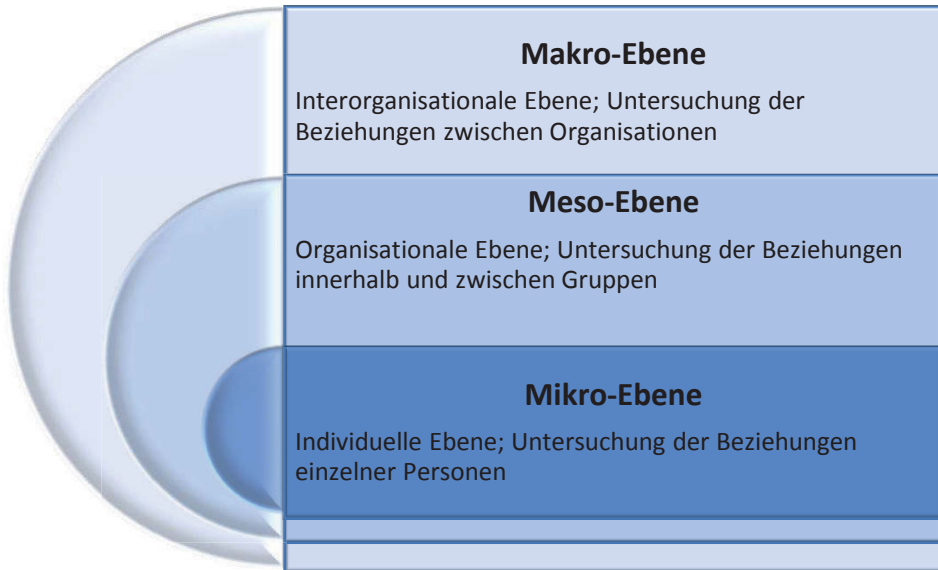 Makro-Ebene
Interorganisationale Ebene; Untersuchung der
Beziehungen zwischen Organisationen
Meso-Ebene
Organisationale Ebene; Untersuchung der Beziehungen
innerhalb und zwischen Gruppen
Mikro-Ebene
Individuelle Ebene; Untersuchung der Beziehungen
einzelner Personen